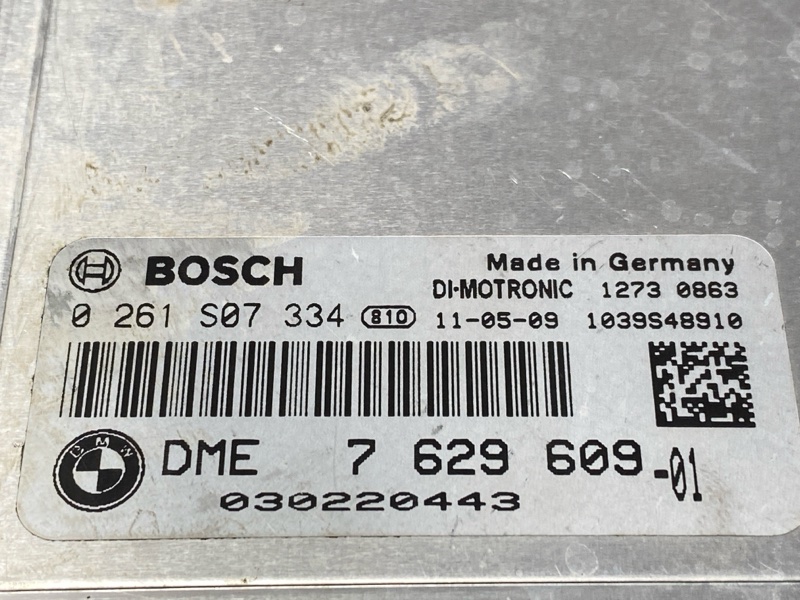 BOSCH
Made in Germany
DI-MOTRONIC 1273 0863
0 261 S07 334 810 11-05-09 1039S48910
BMW
DME 7 629 609-01
030220443